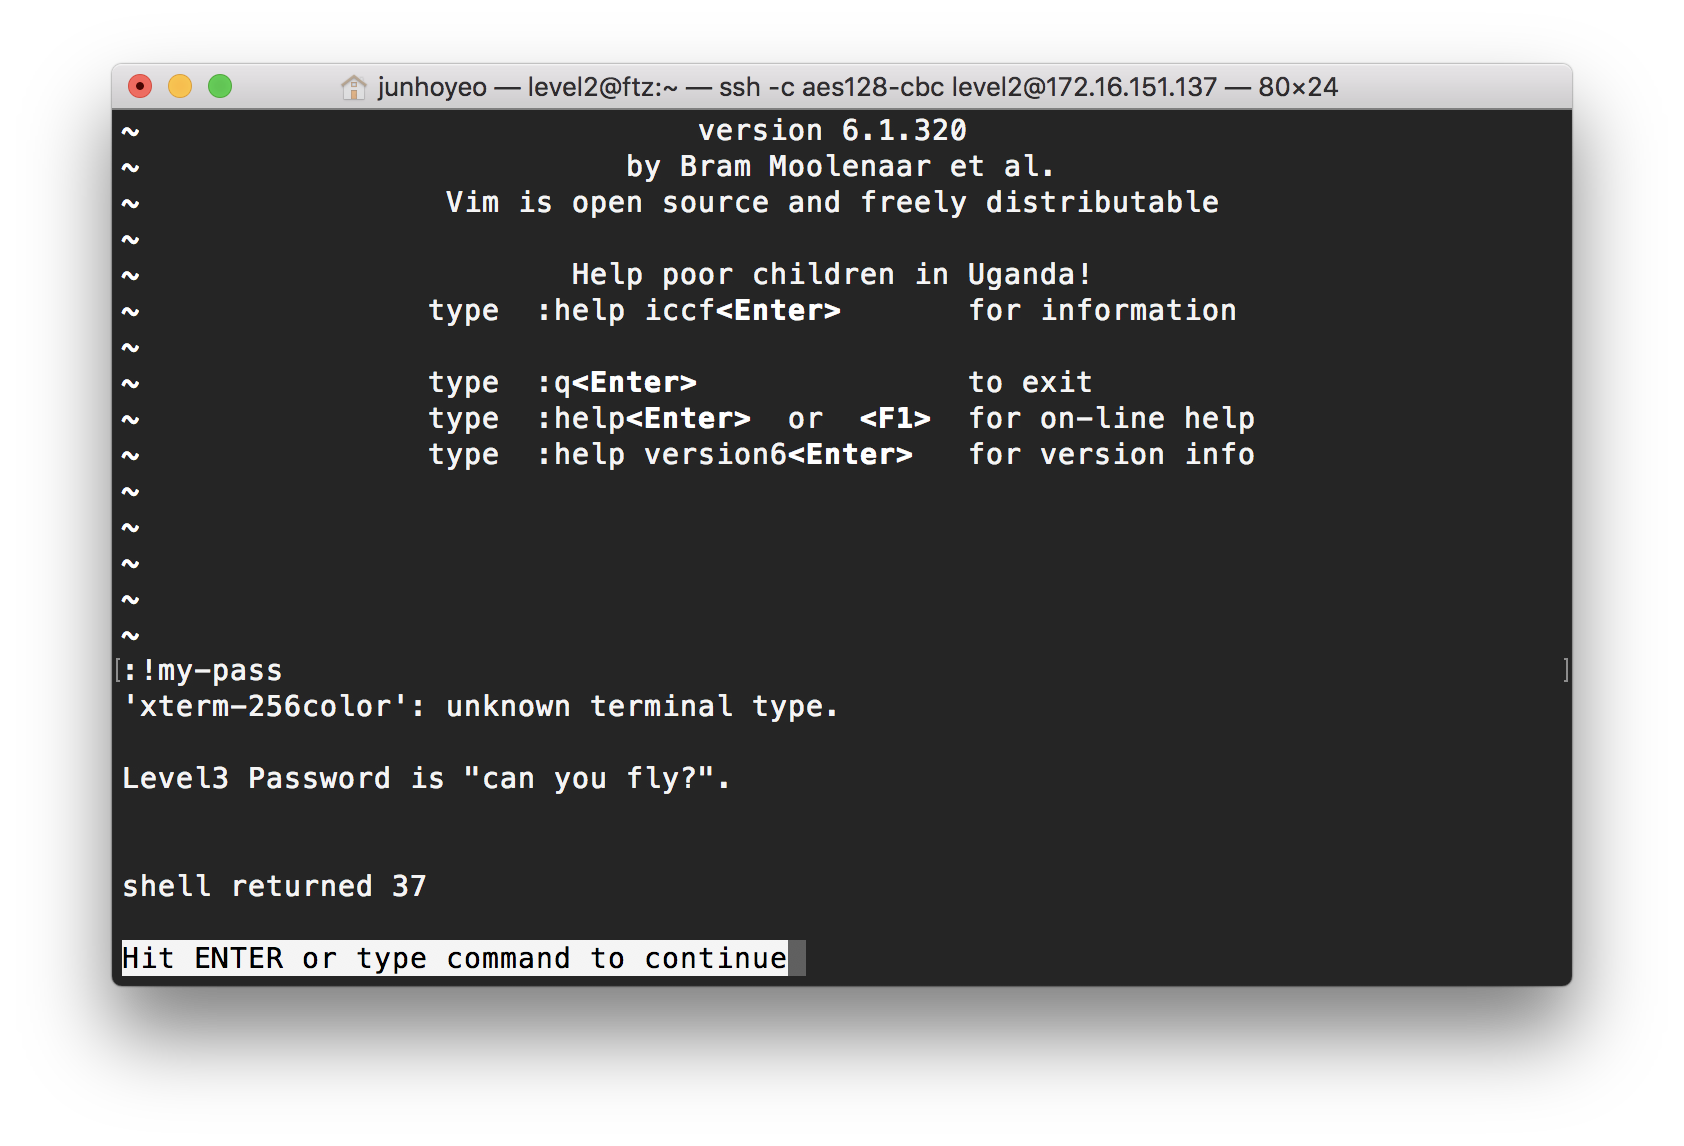 junhoyeo — level2@ftz:~ — ssh -c aes128-cbc level2@172.16.151.137 — 80×24
~ version 6.1.320
~ by Bram Moolenaar et al.
~ Vim is open source and freely distributable
~
~ Help poor children in Uganda!
~ type :help iccf<Enter> for information
~
~ type :q<Enter> to exit
~ type :help<Enter> or <F1> for on-line help
~ type :help version6<Enter> for version info
~
~
~
~
~
[:!my-pass ]
'xterm-256color': unknown terminal type.
Level3 Password is "can you fly?".
shell returned 37
Hit ENTER or type command to continue